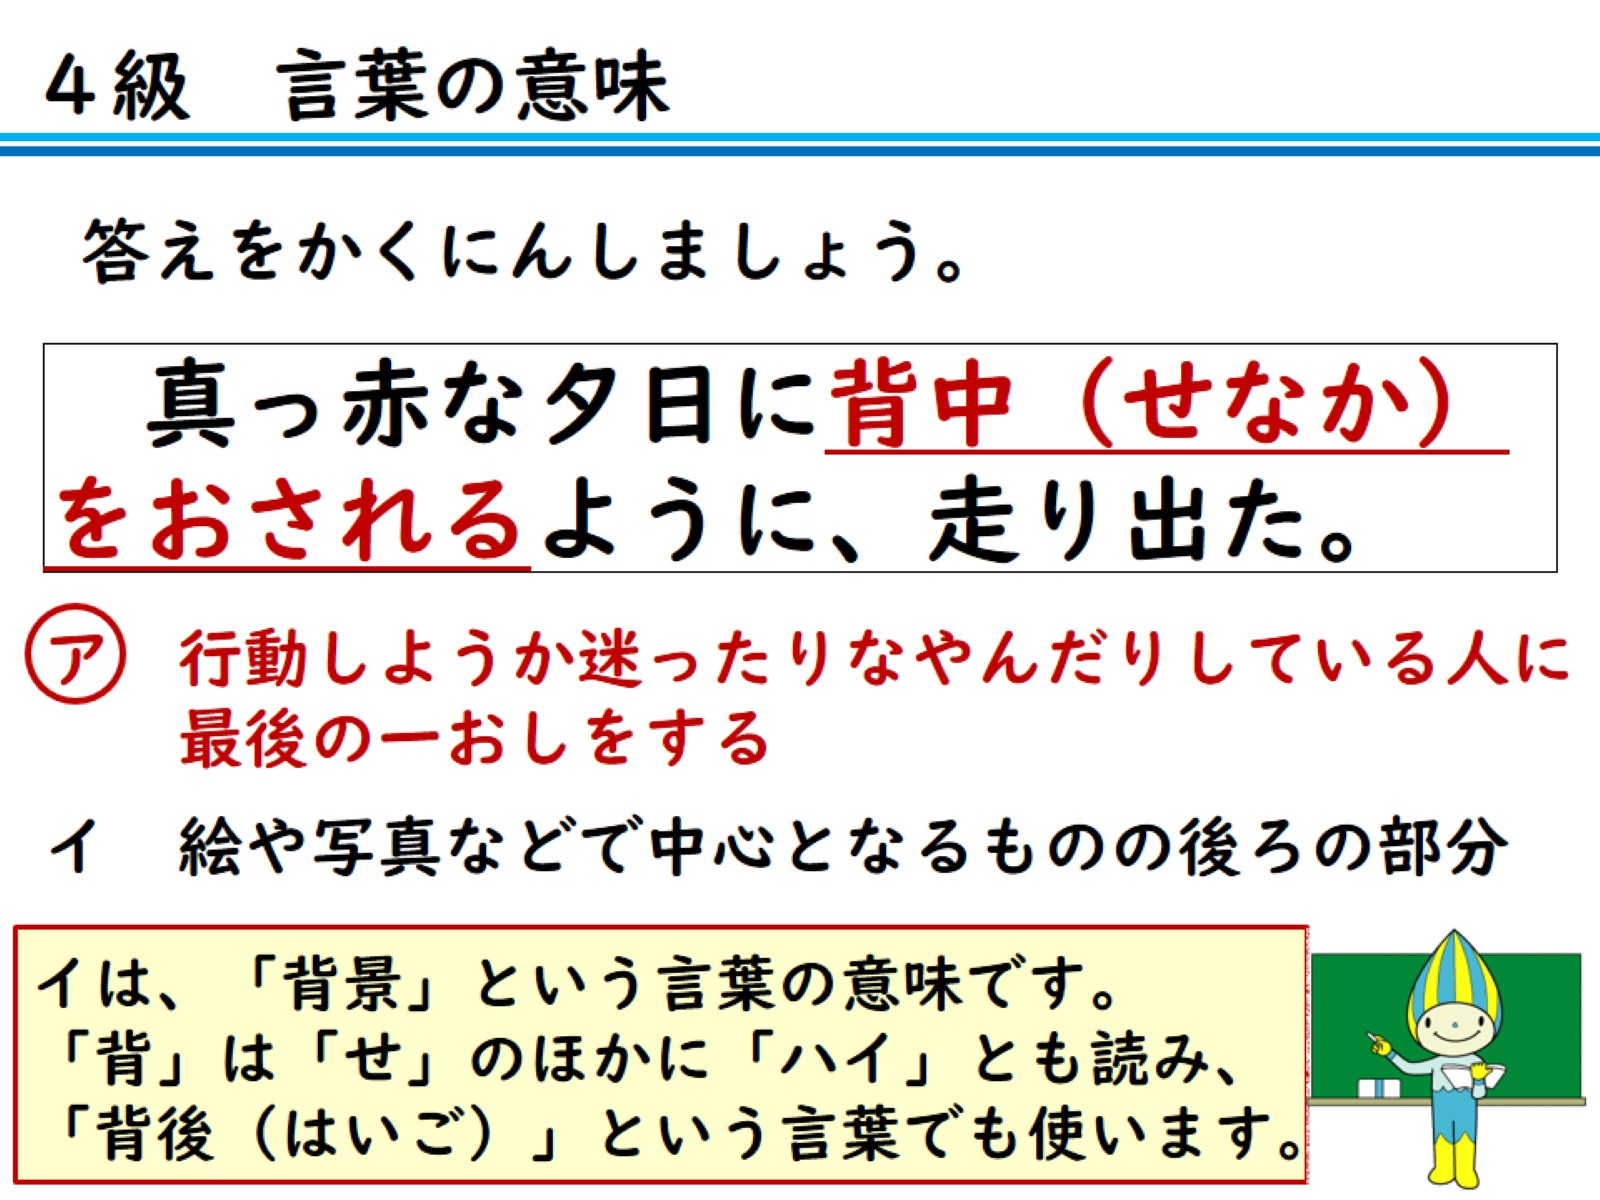 ４級　言葉の意味
答えをかくにんしましょう。
真っ赤な夕日に背中（せなか）
をおされるように、走り出た。
ア　行動しようか迷ったりなやんだりしている人に
最後の一おしをする
イ　絵や写真などで中心となるものの後ろの部分
イは、「背景」という言葉の意味です。
「背」は「せ」のほかに「ハイ」とも読み、
「背後（はいご）」という言葉でも使います。